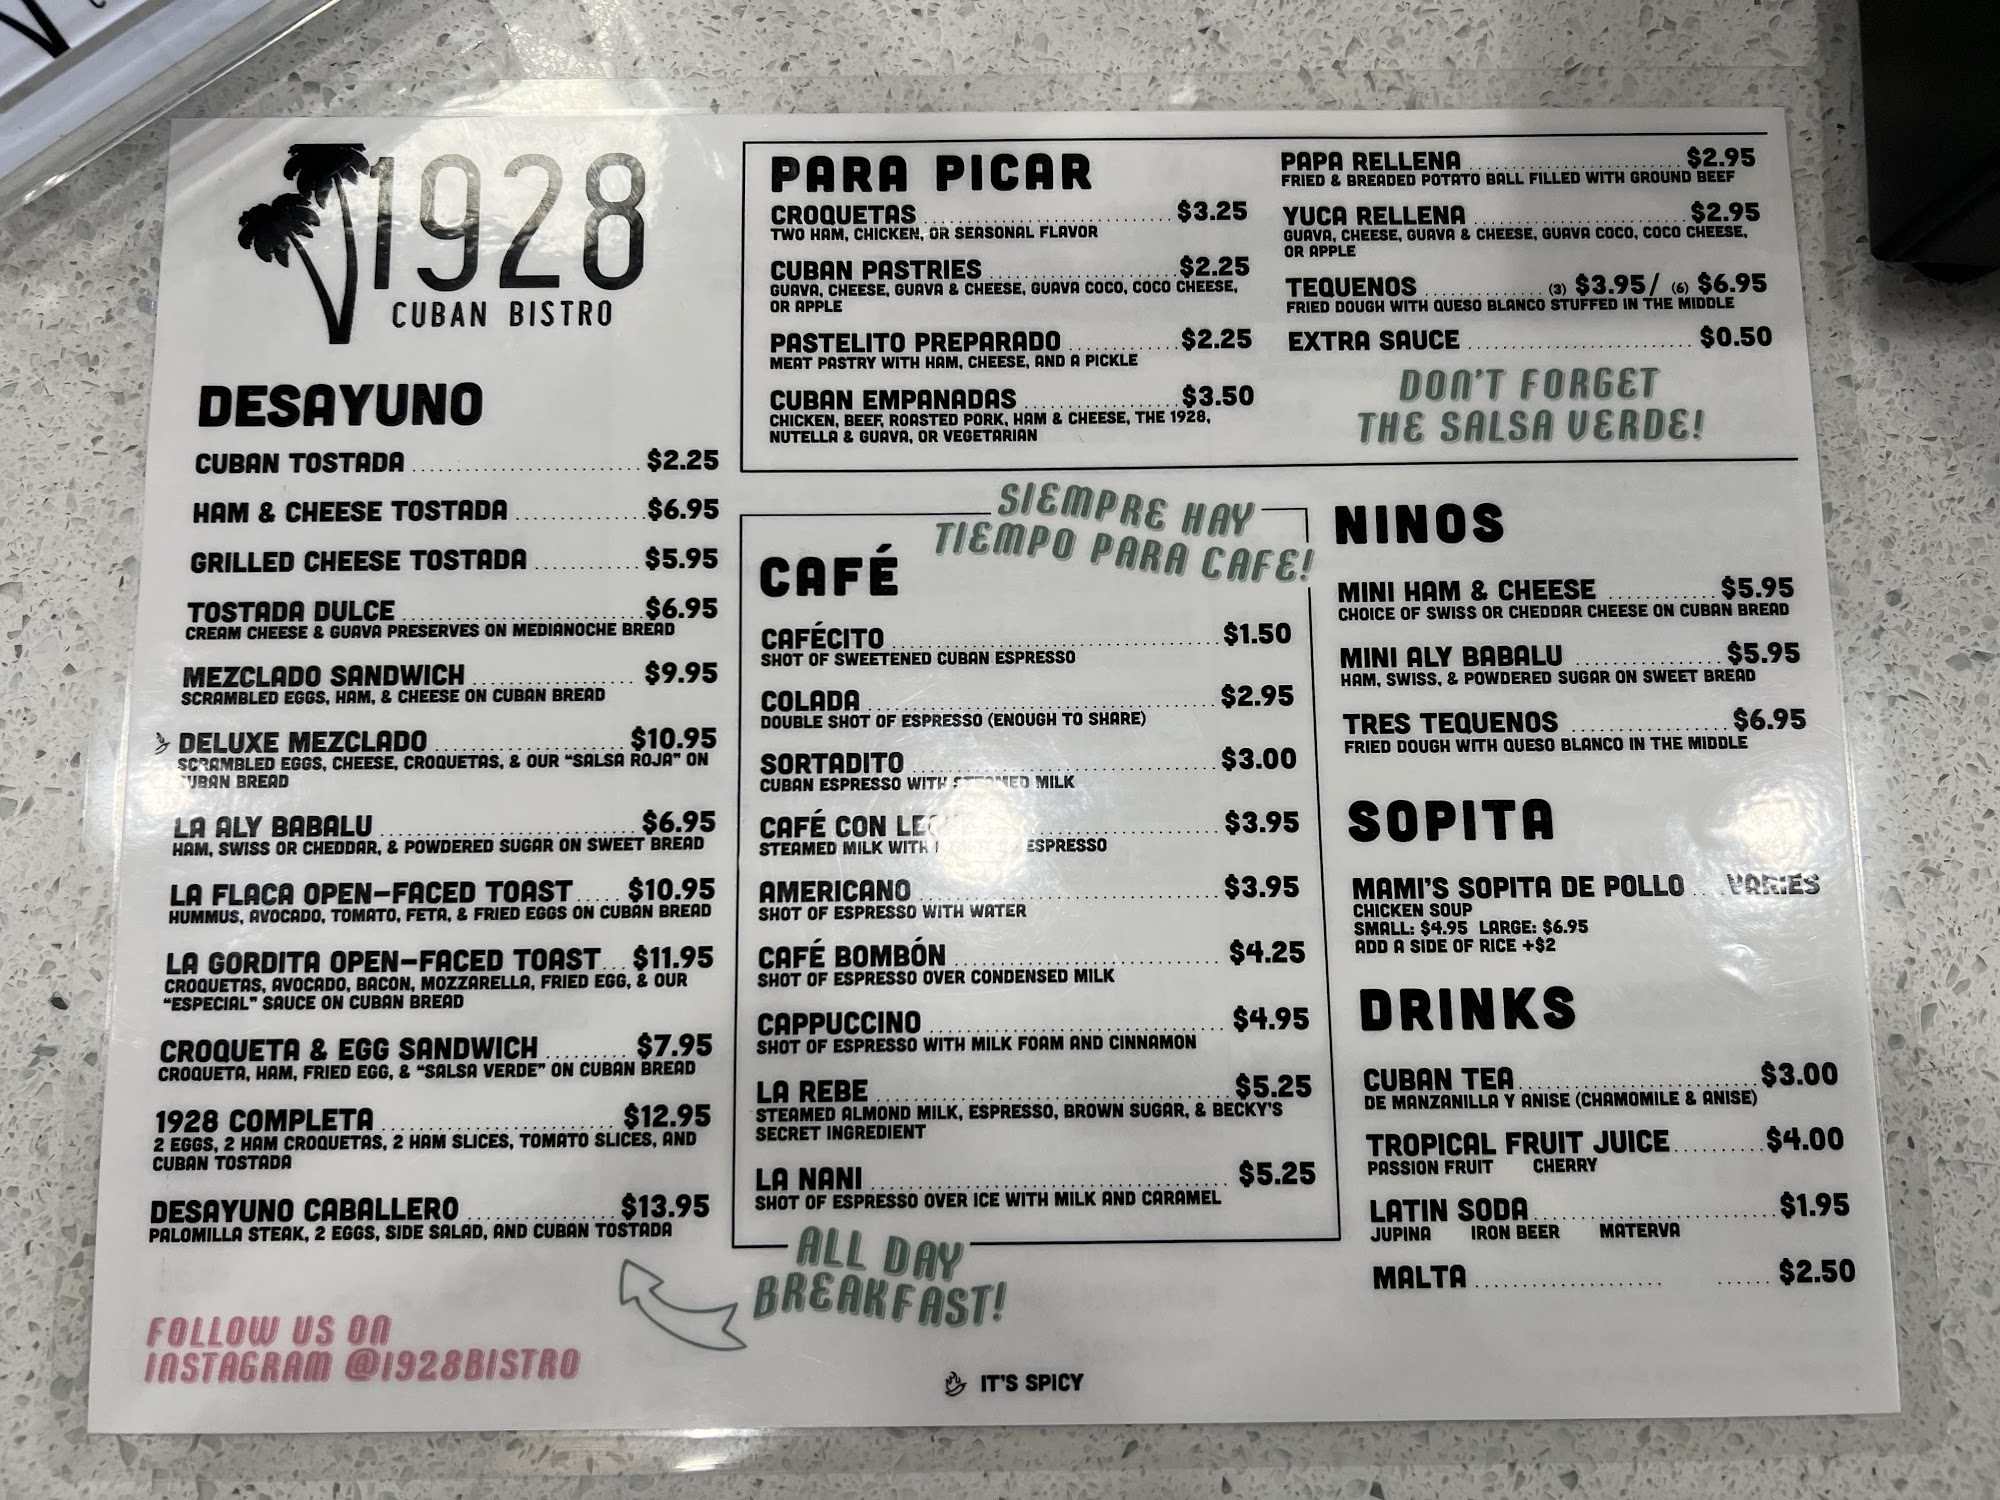 1928
CUBAN BISTRO
DESAYUNO
CUBAN TOSTADA $2.25
HAM & CHEESE TOSTADA $6.95
GRILLED CHEESE TOSTADA $5.95
TOSTADA DULCE $6.95
CREAM CHEESE & GUAVA PRESERVES ON MEDIANOCHE BREAD
MEZCLADO SANDWICH $9.95
SCRAMBLED EGGS, HAM, & CHEESE ON CUBAN BREAD
DELUXE MEZCLADO $10.95
SCRAMBLED EGGS, CHEESE, CROQUETAS, & OUR "SALSA ROJA" ON
CUBAN BREAD
LA ALY BABALU $6.95
HAM, SWISS OR CHEDDAR, & POWDERED SUGAR ON SWEET BREAD
LA FLACA OPEN-FACED TOAST $10.95
HUMMUS, AVOCADO, TOMATO, FETA, & FRIED EGGS ON CUBAN BREAD
LA GORDITA OPEN-FACED TOAST $11.95
CROQUETAS, AVOCADO, BACON, MOZZARELLA, FRIED EGG, & OUR
"ESPECIAL" SAUCE ON CUBAN BREAD
CROQUETA & EGG SANDWICH $7.95
CROQUETA, HAM, FRIED EGG, & "SALSA VERDE" ON CUBAN BREAD
1928 COMPLETA $12.95
2 EGGS, 2 HAM CROQUETAS, 2 HAM SLICES, TOMATO SLICES, AND
CUBAN TOSTADA
DESAYUNO CABALLERO $13.95
PALOMILLA STEAK, 2 EGGS, SIDE SALAD, AND CUBAN TOSTADA
FOLLOW US ON
INSTAGRAM @1928BISTRO
PARA PICAR
CROQUETAS $3.25
TWO HAM, CHICKEN, OR SEASONAL FLAVOR
CUBAN PASTRIES $2.25
GUAVA, CHEESE, GUAVA & CHEESE, GUAVA COCO, COCO CHEESE,
OR APPLE
PASTELITO PREPARADO $2.25
MEAT PASTRY WITH HAM, CHEESE, AND A PICKLE
CUBAN EMPANADAS $3.50
CHICKEN, BEEF, ROASTED PORK, HAM & CHEESE, THE 1928,
NUTELLA & GUAVA, OR VEGETARIAN
PAPA RELLENA $2.95
FRIED & BREADED POTATO BALL FILLED WITH GROUND BEEF
YUCA RELLENA $2.95
GUAVA, CHEESE, GUAVA & CHEESE, GUAVA COCO, COCO CHEESE,
OR APPLE
TEQUENOS (3) $3.95/ (6) $6.95
FRIED DOUGH WITH QUESO BLANCO STUFFED IN THE MIDDLE
EXTRA SAUCE $0.50
DON'T FORGET
THE SALSA VERDE!
SIEMPRE HAY
TIEMPO PARA CAFE!
CAFÉ
CAFÉCITO $1.50
SHOT OF SWEETENED CUBAN ESPRESSO
COLADA $2.95
DOUBLE SHOT OF ESPRESSO (ENOUGH TO SHARE)
SORTADITO $3.00
CUBAN ESPRESSO WITH STEAMED MILK
CAFÉ CON $3.95
STEAMED MILK WITH ESPRESSO
AMERICANO $3.95
SHOT OF ESPRESSO WITH WATER
CAFÉ BOMBÓN $4.25
SHOT OF ESPRESSO OVER CONDENSED MILK
CAPPUCCINO $4.95
SHOT OF ESPRESSO WITH MILK FOAM AND CINNAMON
LA REBE $5.25
STEAMED ALMOND MILK, ESPRESSO, BROWN SUGAR, & BECKY'S
SECRET INGREDIENT
LA NANI $5.25
SHOT OF ESPRESSO OVER ICE WITH MILK AND CARAMEL
ALL DAY
BREAKFAST!
IT'S SPICY
NINOS
MINI HAM & CHEESE $5.95
CHOICE OF SWISS OR CHEDDAR CHEESE ON CUBAN BREAD
MINI ALY BABALU $5.95
HAM, SWISS, & POWDERED SUGAR ON SWEET BREAD
TRES TEQUENOS $6.95
FRIED DOUGH WITH QUESO BLANCO IN THE MIDDLE
SOPITA
MAMI'S SOPITA DE POLLO VARIES
CHICKEN SOUP
SMALL: $4.95 LARGE: $6.95
ADD A SIDE OF RICE +$2
DRINKS
CUBAN TEA $3.00
DE MANZANILLA Y ANISE (CHAMOMILE & ANISE)
TROPICAL FRUIT JUICE $4.00
PASSION FRUIT CHERRY
LATIN SODA $1.95
JUPINA IRON BEER MATERVA
MALTA $2.50